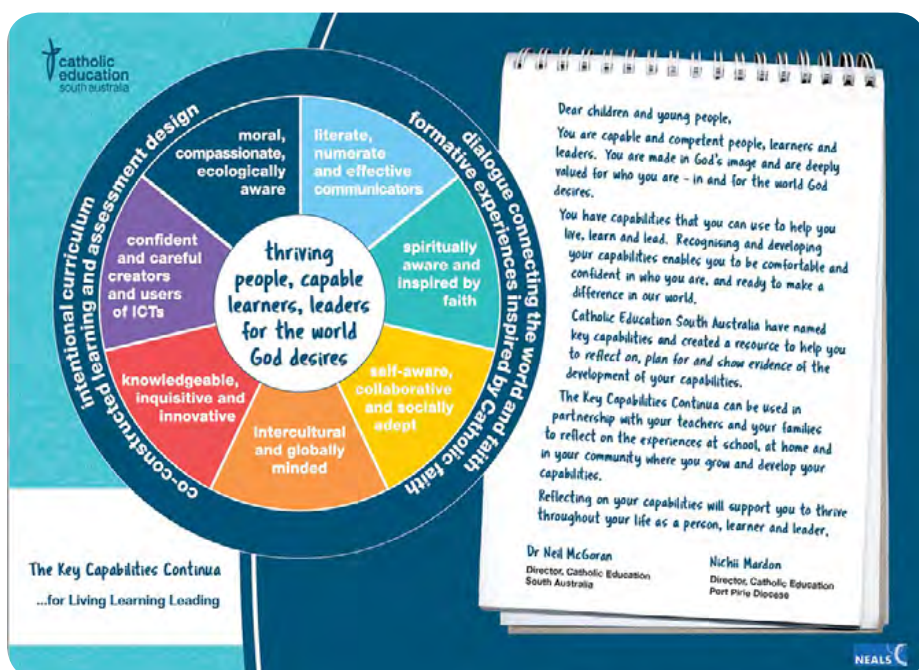 catholic
education
south australia
intentional curriculum
co-constructed learning and assessment design
dialogue connecting the world and faith
formative experiences inspired by Catholic faith
moral,
compassionate,
ecologically
aware
literate,
numerate
and effective
communicators
confident
and careful
creators
and users
of ICTs
thriving
people, capable
learners, leaders
for the world
God desires
spiritually
aware and
inspired by
faith
knowledgeable,
inquisitive and
innovative
Intercultural
and globally
minded
self-aware,
collaborative
and socially
adept
The Key Capabilities Continua
...for Living Learning Leading
Dear children and young people,
You are capable and competent people, learners and
leaders. You are made in God's image and are deeply
valued for who you are - in and for the world God
desires.
You have capabilities that you can use to help you
live, learn and lead. Recognising and developing
your capabilities enables you to be comfortable and
confident in who you are, and ready to make a
difference in our world.
Catholic Education South Australia have named
key capabilities and created a resource to help you
to reflect on, plan for and show evidence of the
development of your capabilities.
The Key Capabilities Continua can be used in
partnership with your teachers and your families
to reflect on the experiences at school, at home and
in your community where you grow and develop your
capabilities.
Reflecting on your capabilities will support you to thrive
throughout your life as a person, learner and leader.
Dr Neil McGoran
Director, Catholic Education
South Australia
Nichii Mardon
Director, Catholic Education
Port Pirie Diocese
NEALS